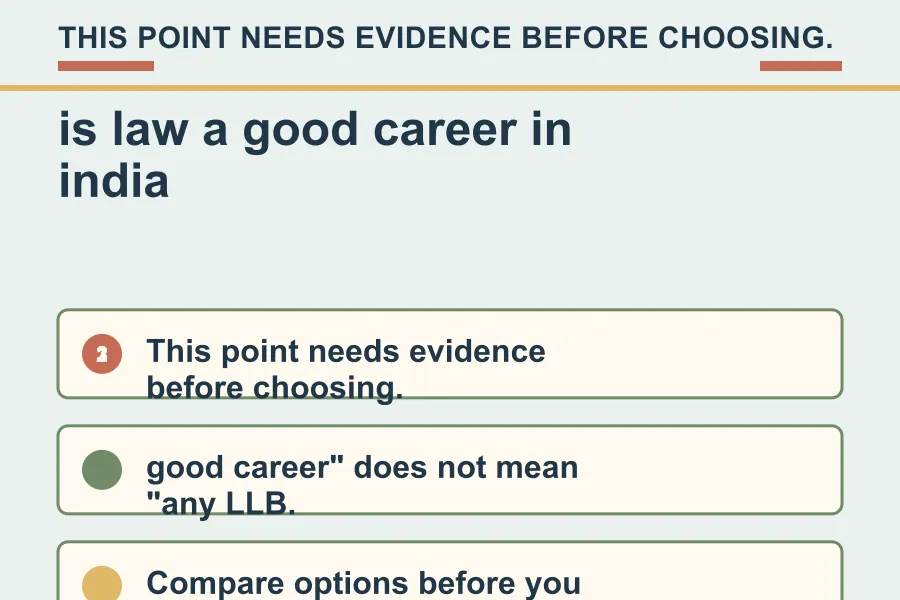 THIS POINT NEEDS EVIDENCE BEFORE CHOOSING.
is law a good career in
india
This point needs evidence
before choosing.
good career" does not mean
"any LLB.
Compare options before you